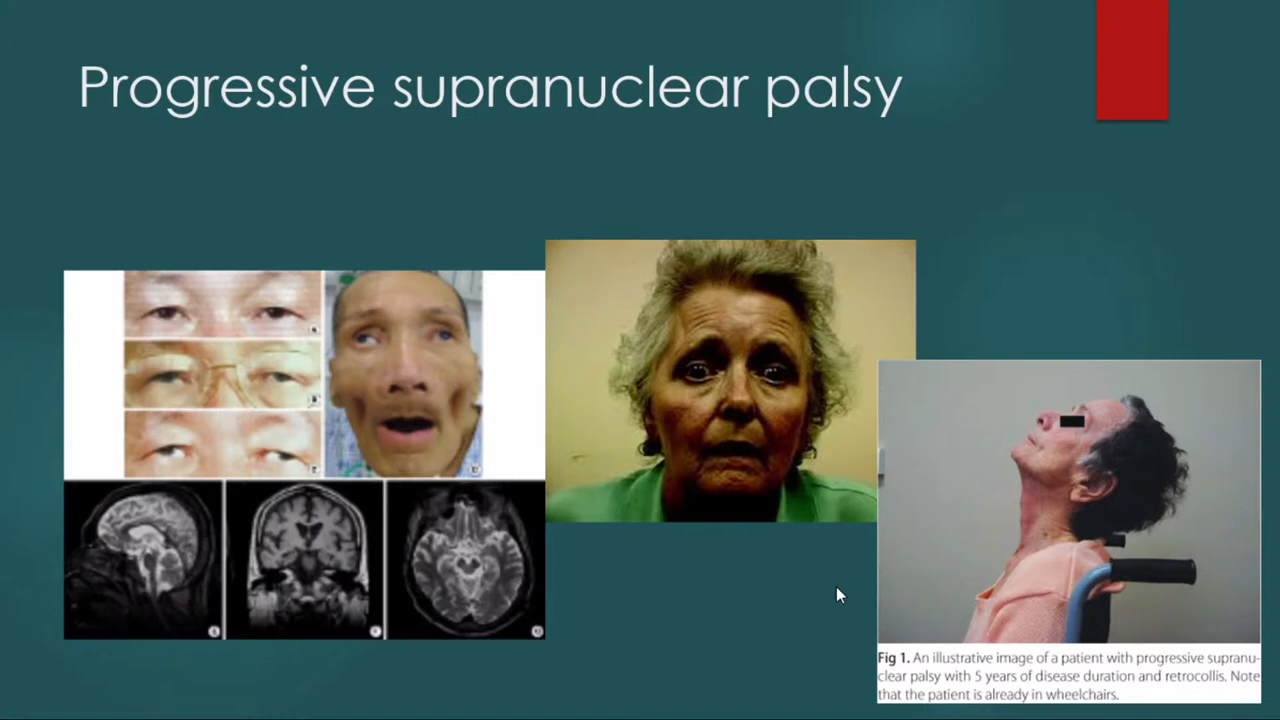 Progressive supranuclear palsy
Fig 1. An illustrative image of a patient with progressive supranu-
clear palsy with 5 years of disease duration and retrocollis. Note
that the patient is already in wheelchairs.